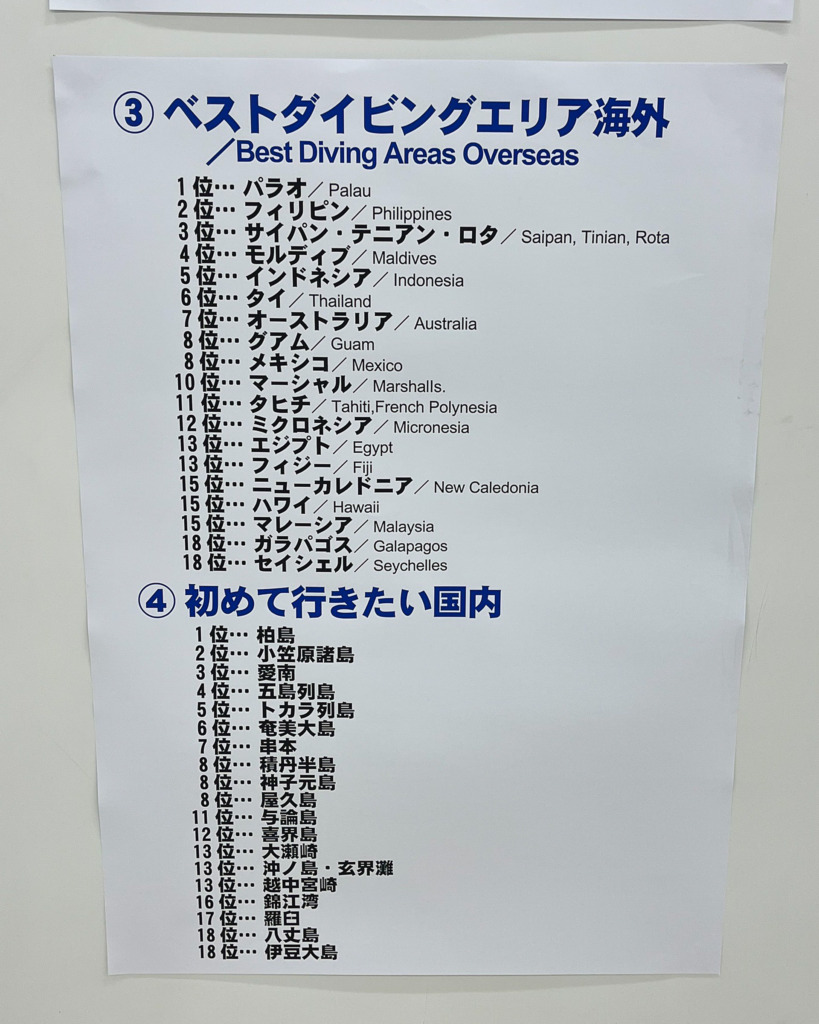 ③ ベストダイビングエリア海外
／Best Diving Areas Overseas
1位… パラオ／Palau
2位… フィリピン／Philippines
3位… サイパン・テニアン・ロタ／Saipan, Tinian, Rota
4位… モルディブ／Maldives
5位… インドネシア／Indonesia
6位… タイ／Thailand
7位… オーストラリア／Australia
8位… グアム／Guam
8位… メキシコ／Mexico
10位… マーシャル／Marshalls.
11位… タヒチ／Tahiti,French Polynesia
12位… ミクロネシア／Micronesia
13位… エジプト／Egypt
13位… フィジー／Fiji
15位… ニューカレドニア／New Caledonia
15位… ハワイ／Hawaii
15位… マレーシア／Malaysia
18位… ガラパゴス／Galapagos
18位… セイシェル／Seychelles
④ 初めて行きたい国内
1位… 柏島
2位… 小笠原諸島
3位… 愛南
4位… 五島列島
5位… トカラ列島
6位… 奄美大島
7位… 串本
8位… 積丹半島
8位… 神子元島
8位… 屋久島
11位… 与論島
12位… 喜界島
13位… 大瀬崎
13位… 沖ノ島・玄界灘
13位… 越中宮崎
16位… 錦江湾
17位… 羅臼
18位… 八丈島
18位… 伊豆大島